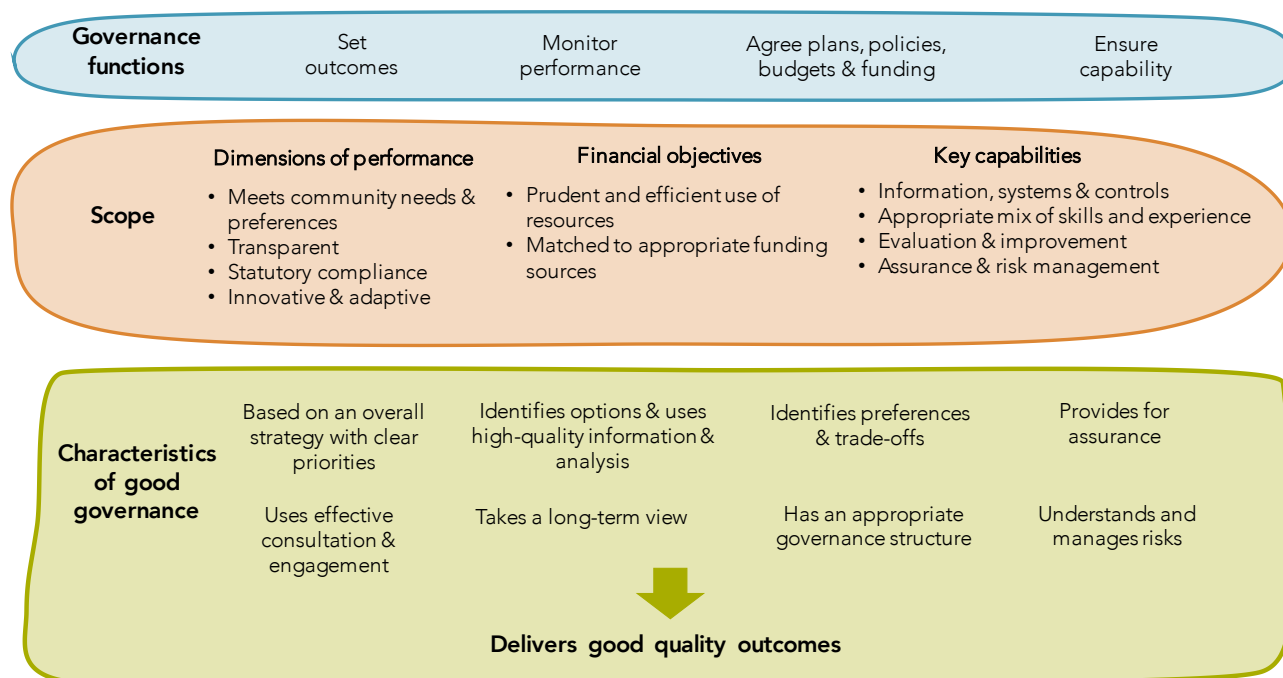 Governance
functions
Set
outcomes
Monitor
performance
Agree plans, policies,
budgets & funding
Ensure
capability
Scope
Dimensions of performance
• Meets community needs &
preferences
• Transparent
• Statutory compliance
• Innovative & adaptive
Financial objectives
• Prudent and efficient use of
resources
• Matched to appropriate funding
sources
Key capabilities
• Information, systems & controls
• Appropriate mix of skills and experience
• Evaluation & improvement
• Assurance & risk management
Characteristics
of good
governance
Based on an overall
strategy with clear
priorities
Identifies options & uses
high-quality information &
analysis
Identifies preferences
& trade-offs
Provides for
assurance
Uses effective
consultation &
engagement
Takes a long-term view
Has an appropriate
governance structure
Understands and
manages risks
Delivers good quality outcomes